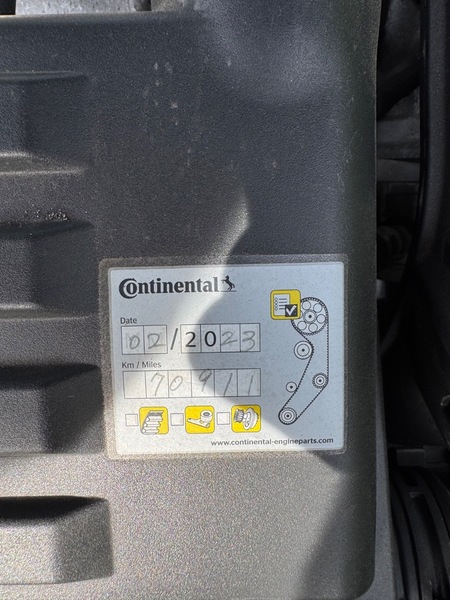 Continental
Date
02/2023
Km / Miles
70911
www.continental-engineparts.com